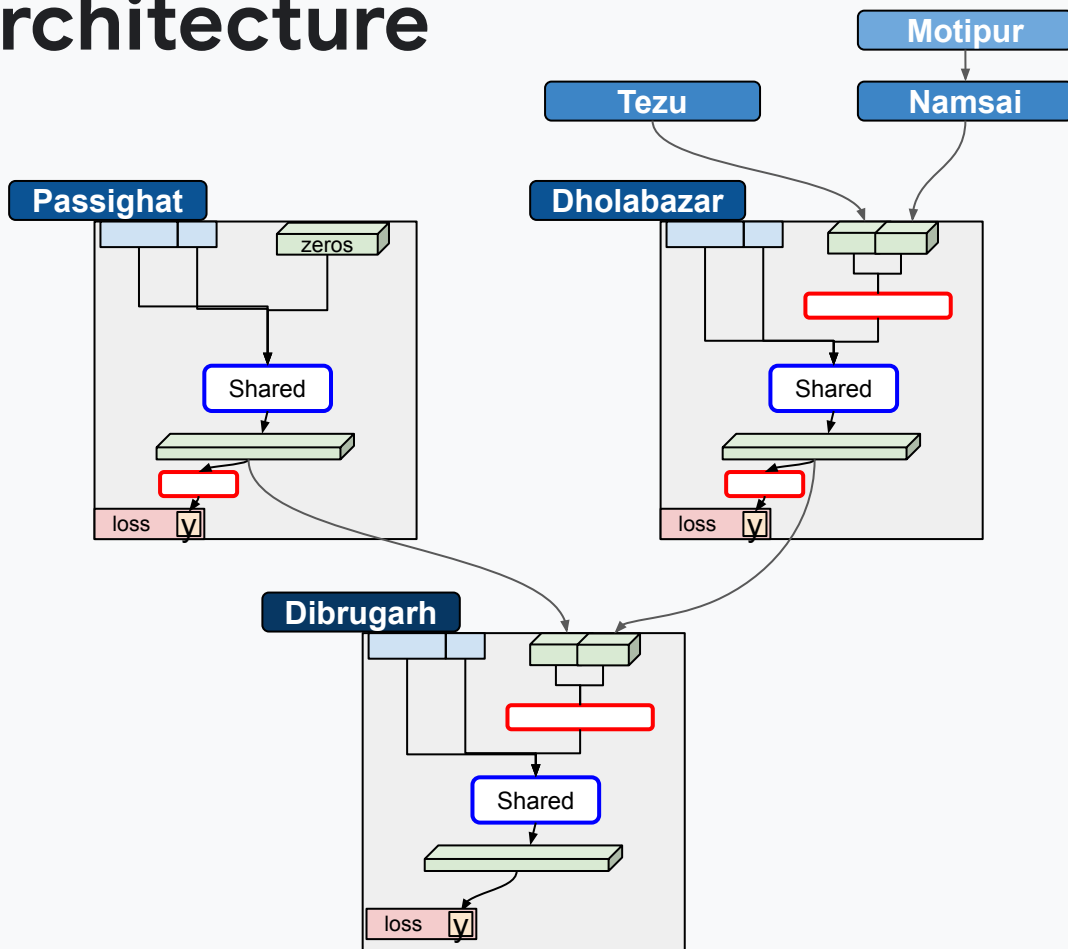 rchitecture
Motipur
Tezu
Namsai
Passighat
Dholabazar
zeros
Shared
Shared
loss y
loss y
Dibrugarh
Shared
loss y